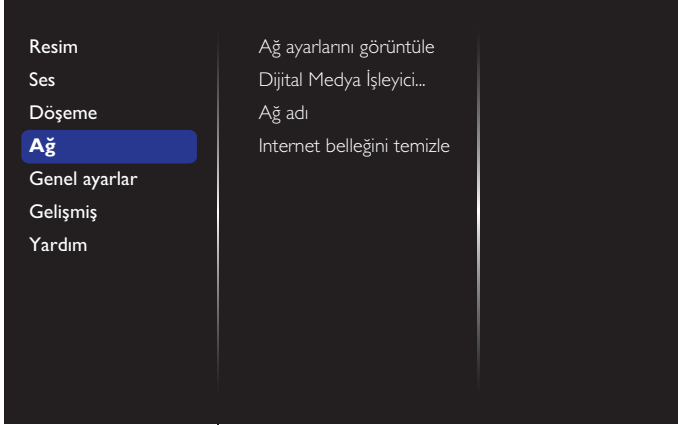 Resim
Ses
Döşeme
Ağ
Genel ayarlar
Gelişmiş
Yardım
Ağ ayarlarını görüntüle
Dijital Medya İşleyici...
Ağ adı
Internet belleğini temizle